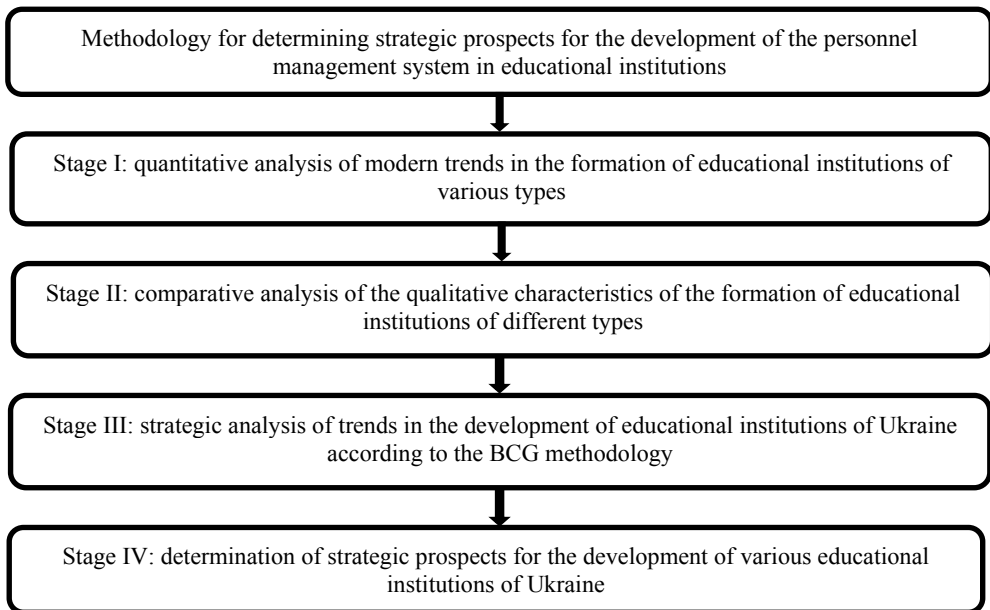 Methodology for determining strategic prospects for the development of the personnel
management system in educational institutions
Stage I: quantitative analysis of modern trends in the formation of educational institutions of
various types
Stage II: comparative analysis of the qualitative characteristics of the formation of educational
institutions of different types
Stage III: strategic analysis of trends in the development of educational institutions of Ukraine
according to the BCG methodology
Stage IV: determination of strategic prospects for the development of various educational
institutions of Ukraine